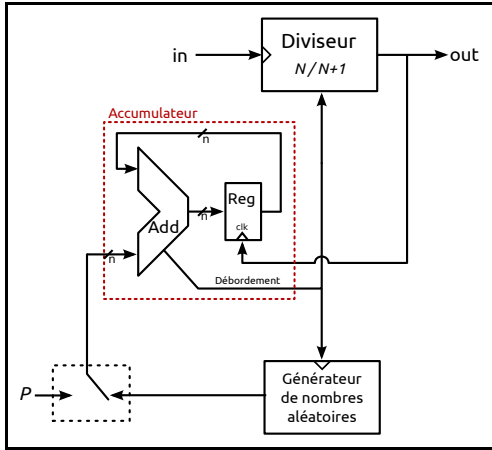 Diviseur
N/N+1
in
out
Accumulateur
n
Reg
n
clk
Add
n
Débordement
P
Générateur
de nombres
aléatoires